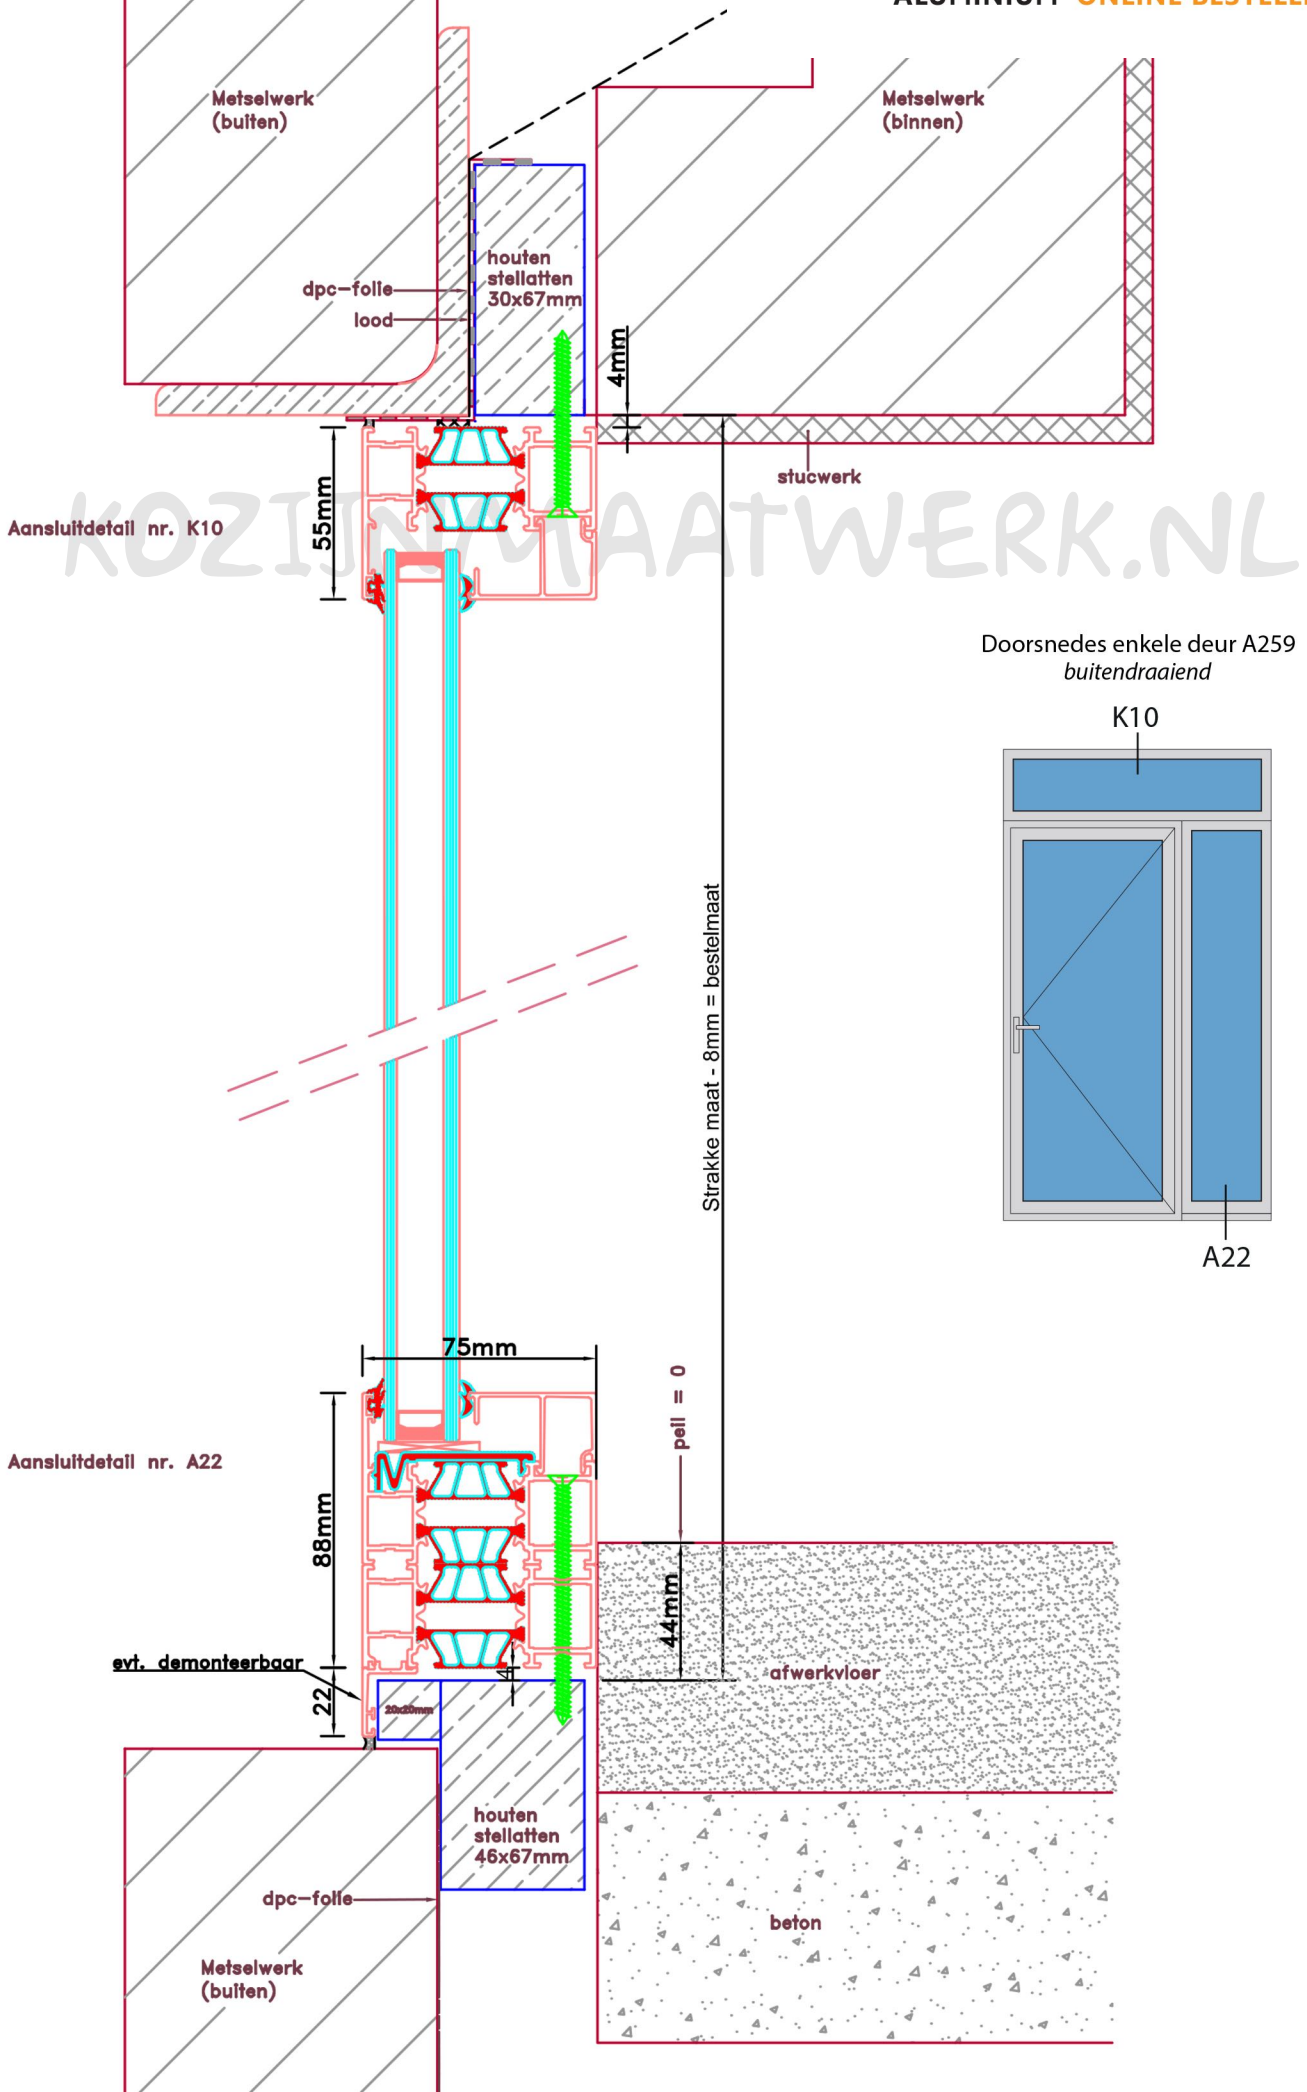 Metselwerk
(buiten)
Metselwerk
(binnen)
houten
stellatten
30x67mm
dpc-folie
lood
4mm
stucwerk
55mm
Aansluitdetail nr. K10
KOZIJNMAATWERK.NL
Doorsnedes enkele deur A259
buitendraaiend
K10
Strakke maat - 8mm = bestelmaat
A22
75mm
peil = 0
Aansluitdetail nr. A22
88mm
44mm
evt. demonteerbaar
4
afwerkvloer
22
20x20mm
houten
stellatten
46x67mm
dpc-folie
beton
Metselwerk
(buiten)